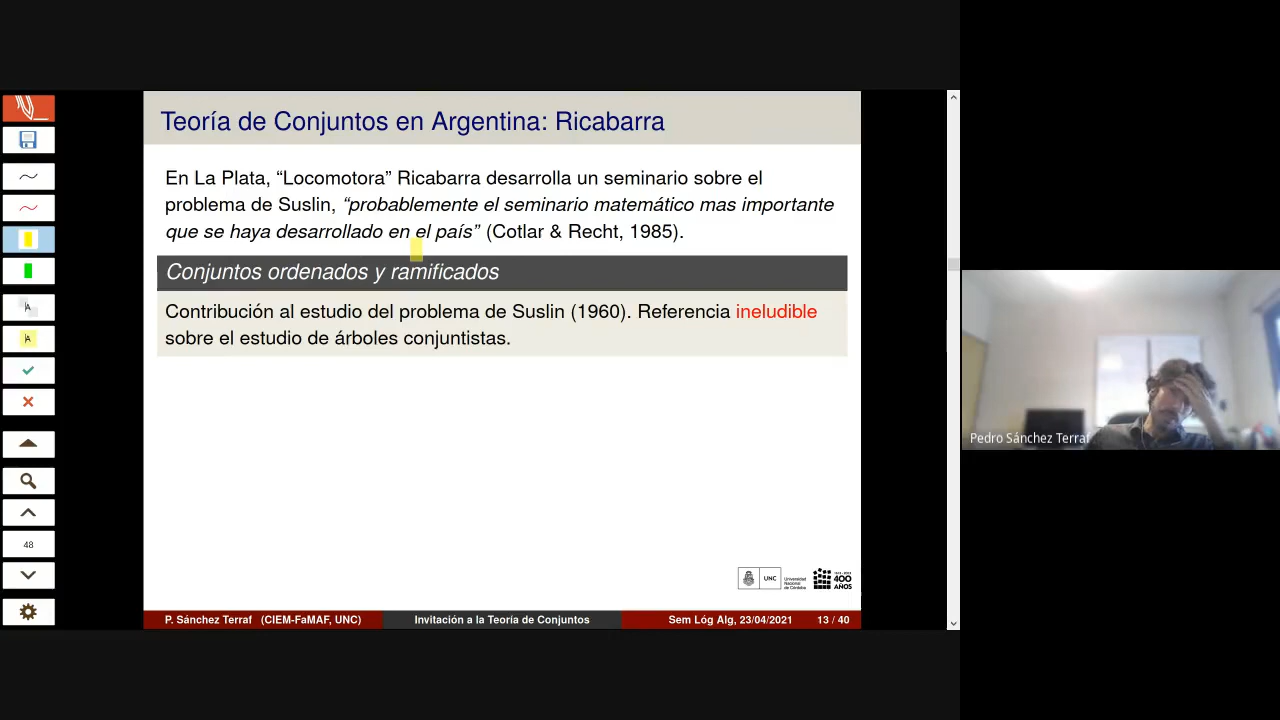 Teoría de Conjuntos en Argentina: Ricabarra
En La Plata, “Locomotora” Ricabarra desarrolla un seminario sobre el
problema de Suslin, “probablemente el seminario matemático mas importante
que se haya desarrollado en el país” (Cotlar & Recht, 1985).
Conjuntos ordenados y ramificados
Contribución al estudio del problema de Suslin (1960). Referencia ineludible
sobre el estudio de árboles conjuntistas.
48
UNC
Universidad
Nacional
de Córdoba
400
AÑOS
P. Sánchez Terraf (CIEM-FaMAF, UNC)
Invitación a la Teoría de Conjuntos
Sem Lóg Alg, 23/04/2021
13 / 40
Pedro Sánchez Terraf